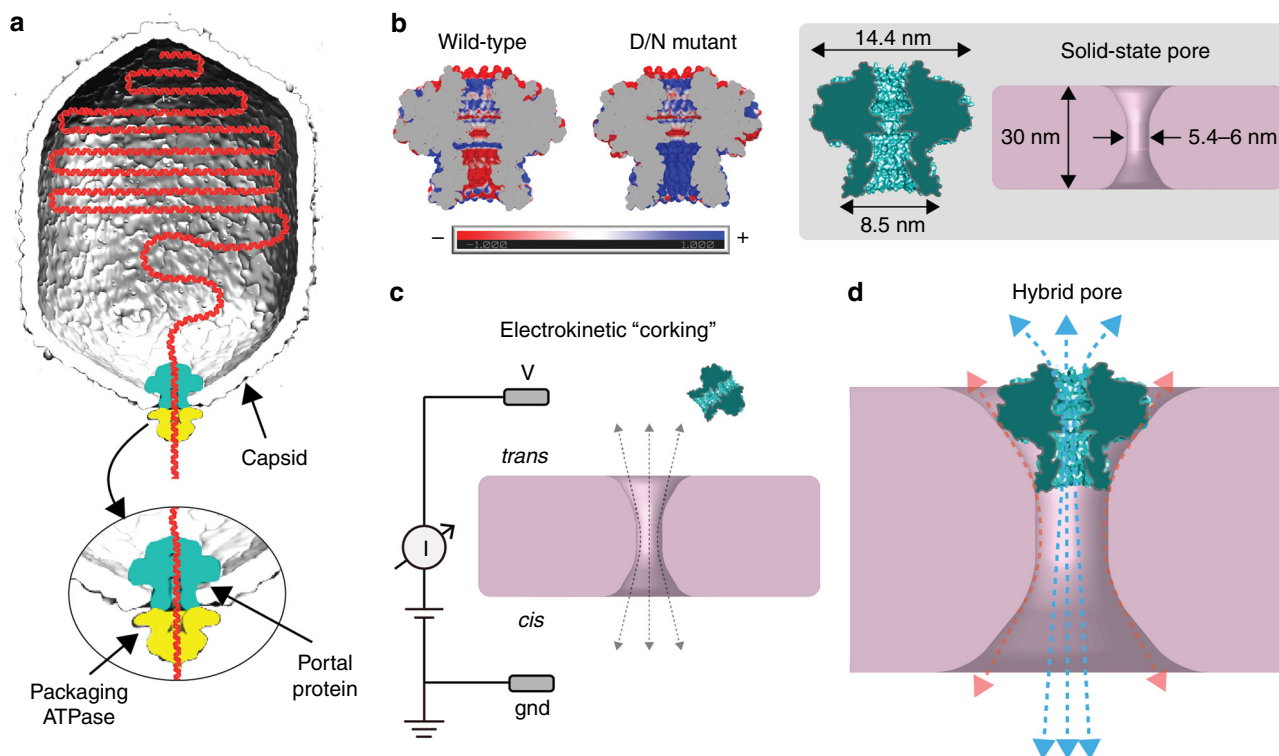 a
Capsid
Portal
protein
Packaging
ATPase
b
Wild-type
D/N mutant
– +
-1.000 1.000
14.4 nm
8.5 nm
Solid-state pore
30 nm
5.4–6 nm
c
Electrokinetic “corking”
V
trans
I
cis
gnd
d
Hybrid pore